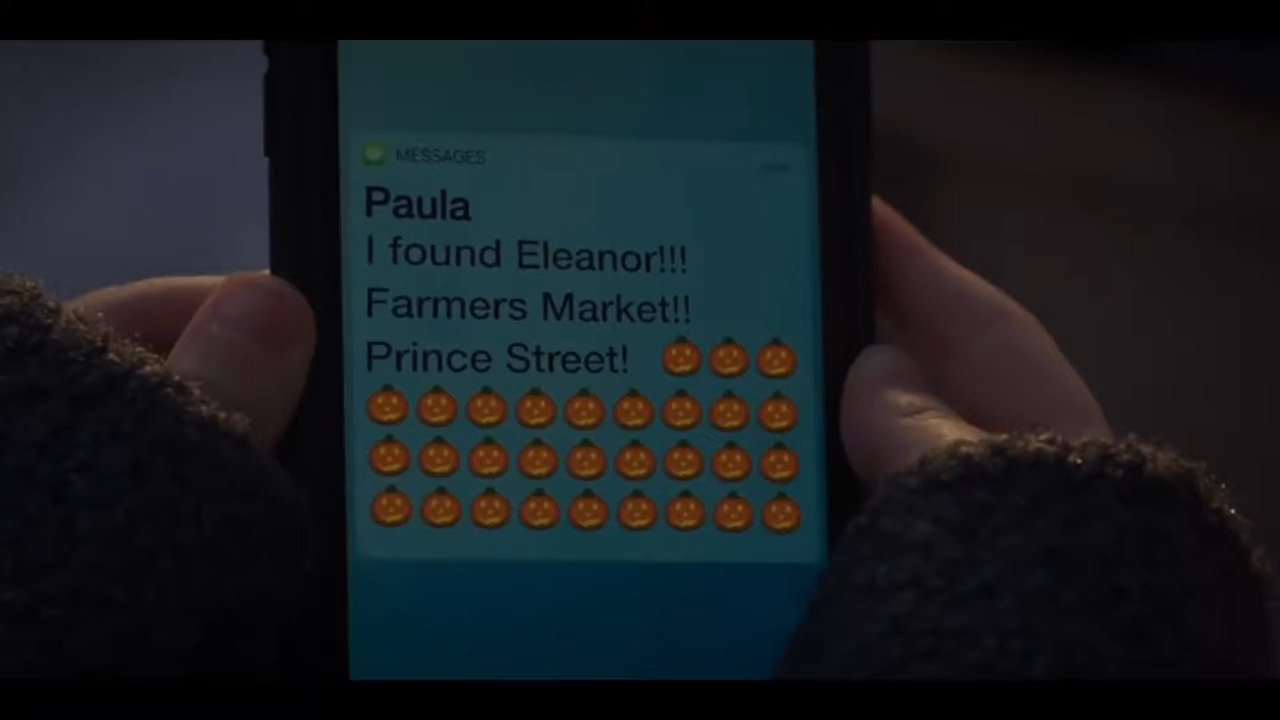 MESSAGES
Paula
I found Eleanor!!!
Farmers Market!!
Prince Street! 🎃🎃🎃
🎃🎃🎃🎃🎃🎃🎃🎃🎃
🎃🎃🎃🎃🎃🎃🎃🎃🎃
🎃🎃🎃🎃🎃🎃🎃🎃🎃